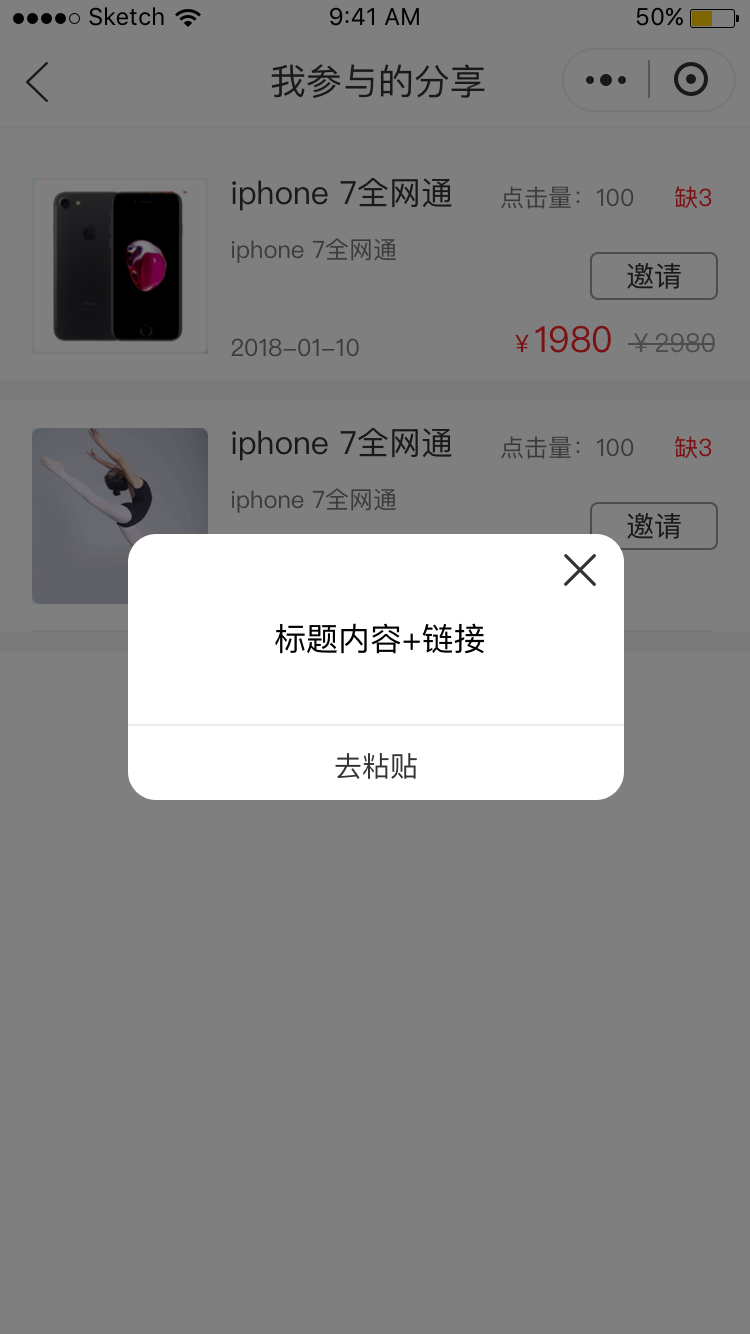 Sketch 9:41 AM 50%
我参与的分享
iphone 7全网通 点击量：100 缺3
iphone 7全网通
邀请
2018-01-10 ¥1980 ¥2980
iphone 7全网通 点击量：100 缺3
iphone 7全网通
邀请
标题内容+链接
去粘贴